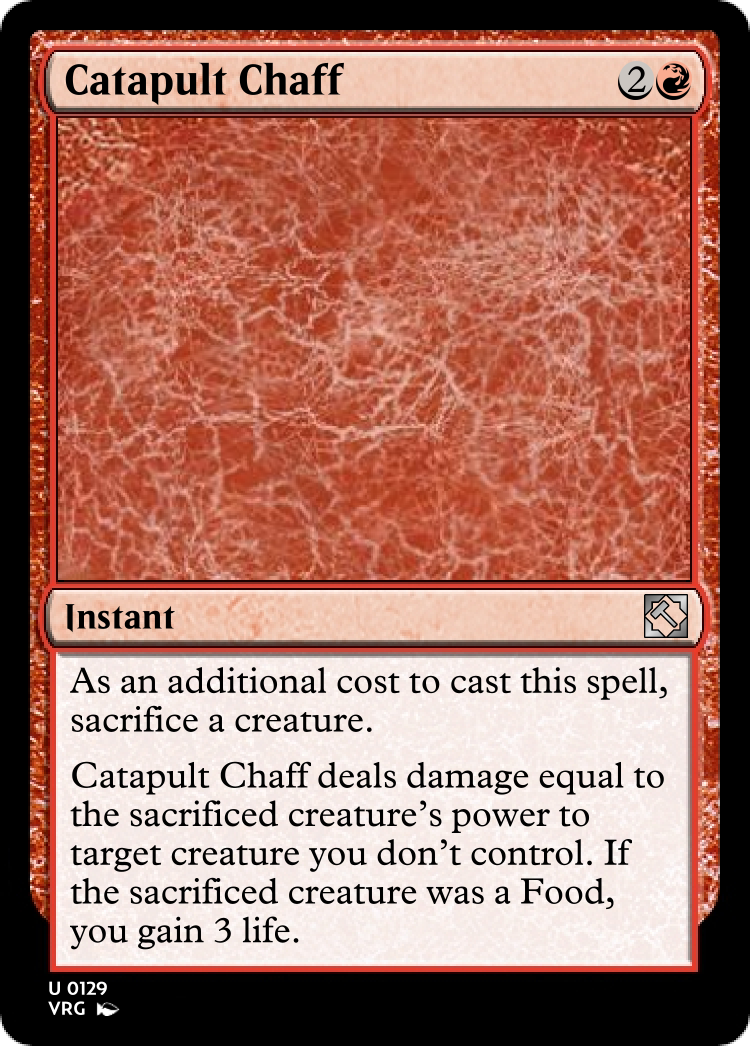 Catapult Chaff 2
Instant
As an additional cost to cast this spell,
sacrifice a creature.
Catapult Chaff deals damage equal to
the sacrificed creature’s power to
target creature you don’t control. If
the sacrificed creature was a Food,
you gain 3 life.
U 0129
VRG